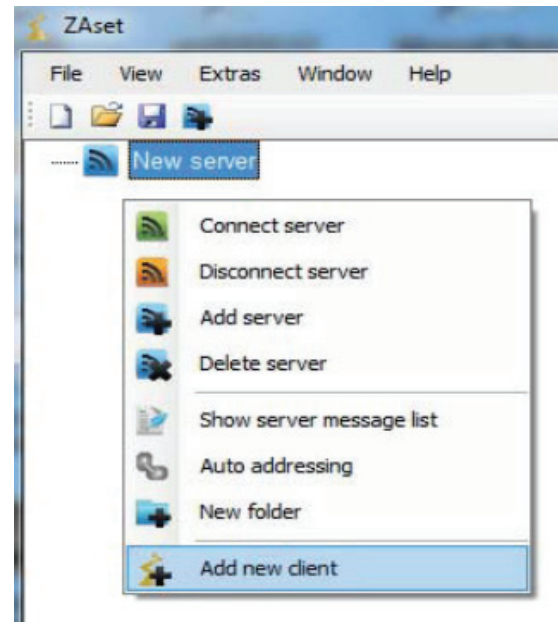 ZAset
File View Extras Window Help
New server
Connect server
Disconnect server
Add server
Delete server
Show server message list
Auto addressing
New folder
Add new client